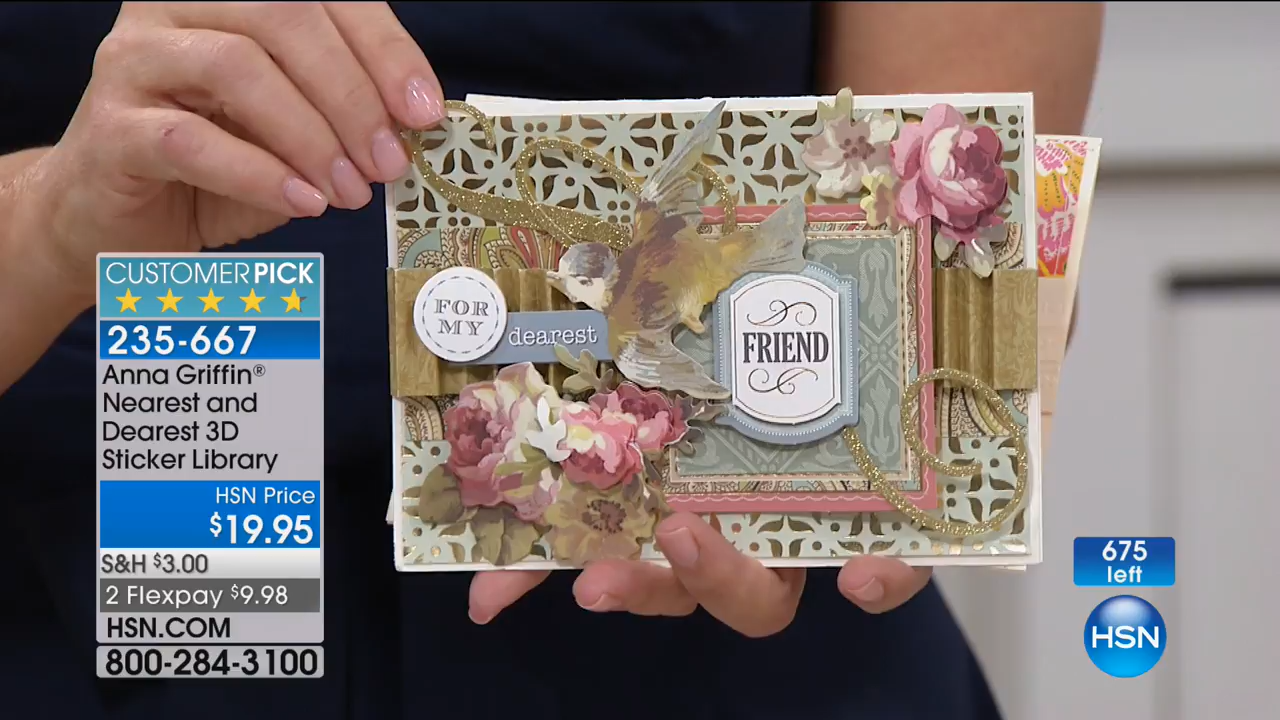 CUSTOMER PICK
235-667
Anna Griffin®
Nearest and
Dearest 3D
Sticker Library
HSN Price
$19.95
S&H $3.00
2 Flexpay $9.98
HSN.COM
800-284-3100
FOR
MY
dearest
FRIEND
675
left
HSN